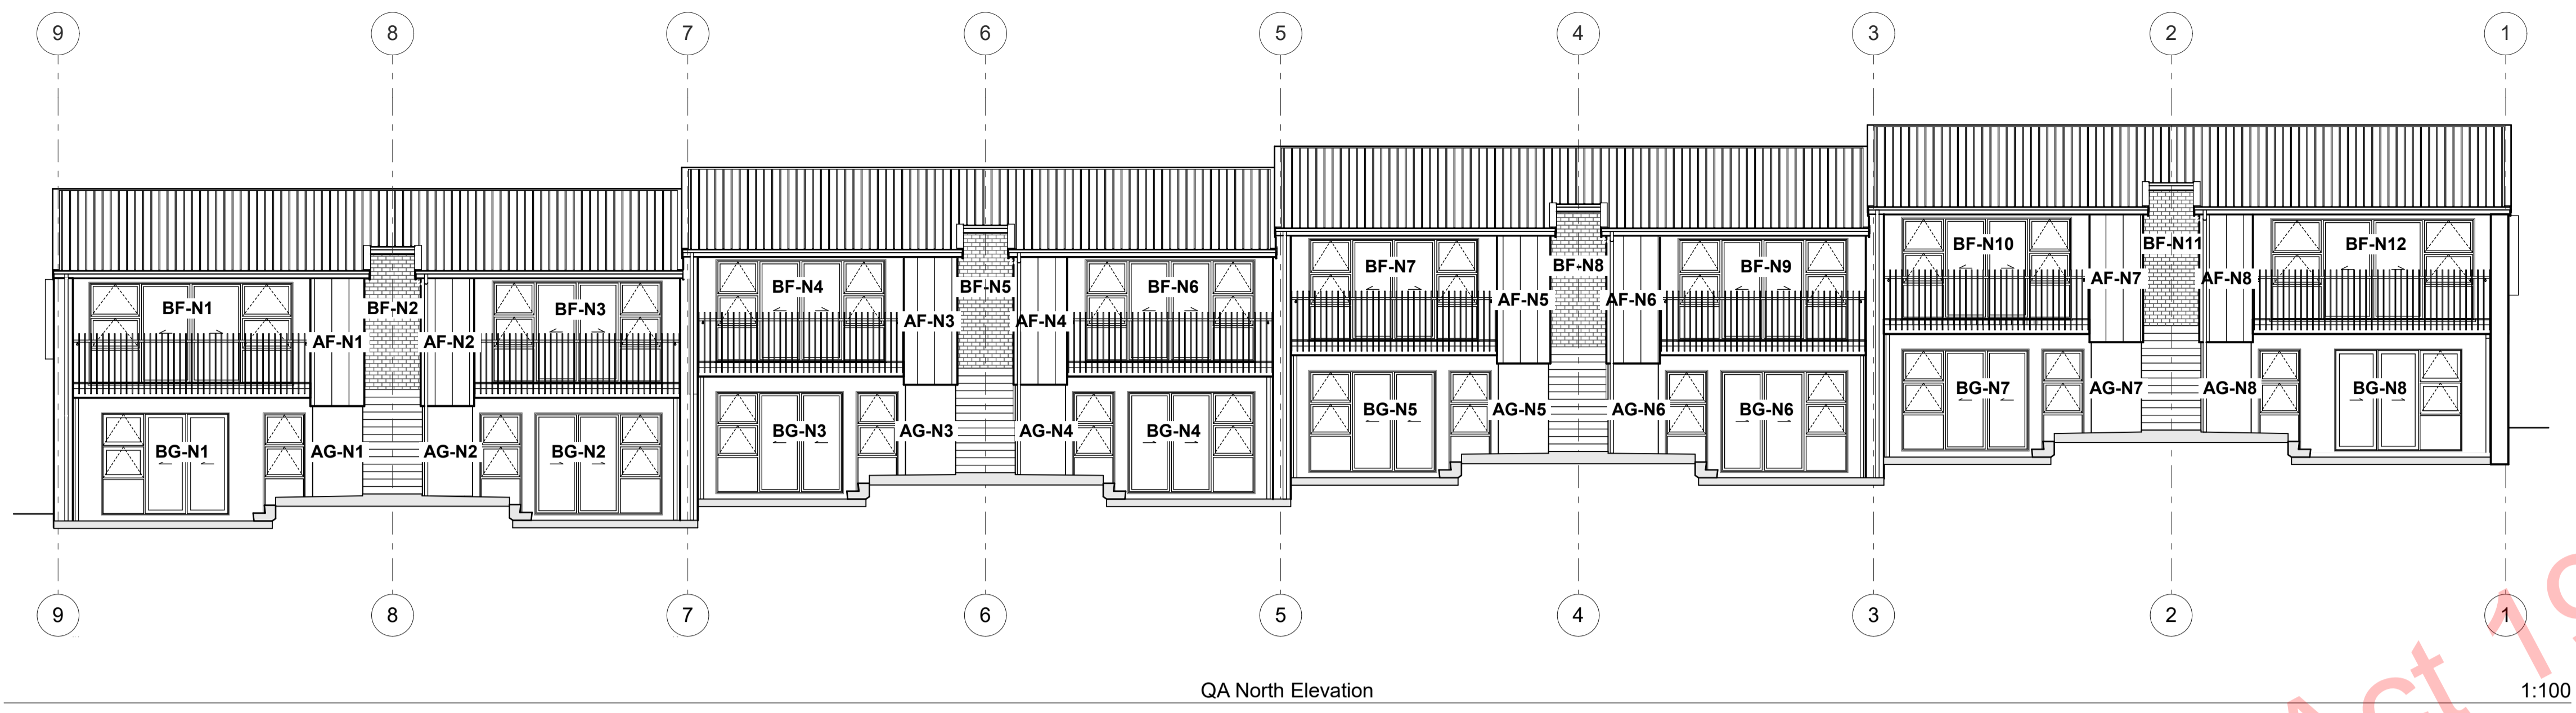 9 8 7 6 5 4 3 2 1
BF-N10 BF-N11 BF-N12
BF-N7 BF-N8 BF-N9
AF-N7 AF-N8
BF-N4 BF-N5 BF-N6
AF-N5 AF-N6
BF-N1 BF-N2 BF-N3
AF-N3 AF-N4
AF-N1 AF-N2
BG-N7 AG-N7 AG-N8 BG-N8
BG-N5 AG-N5 AG-N6 BG-N6
BG-N3 AG-N3 AG-N4 BG-N4
BG-N1 AG-N1 AG-N2 BG-N2
9 8 7 6 5 4 3 2 1
QA North Elevation
1:100
Act 19